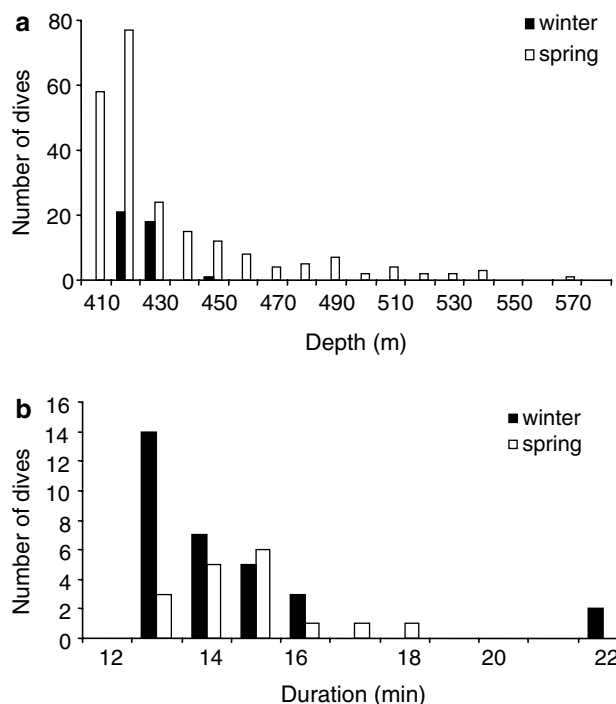 a
80
60
40
20
0
Number of dives
winter
spring
410 430 450 470 490 510 530 550 570
Depth (m)
b
16
14
12
10
8
6
4
2
0
Number of dives
winter
spring
12 14 16 18 20 22
Duration (min)